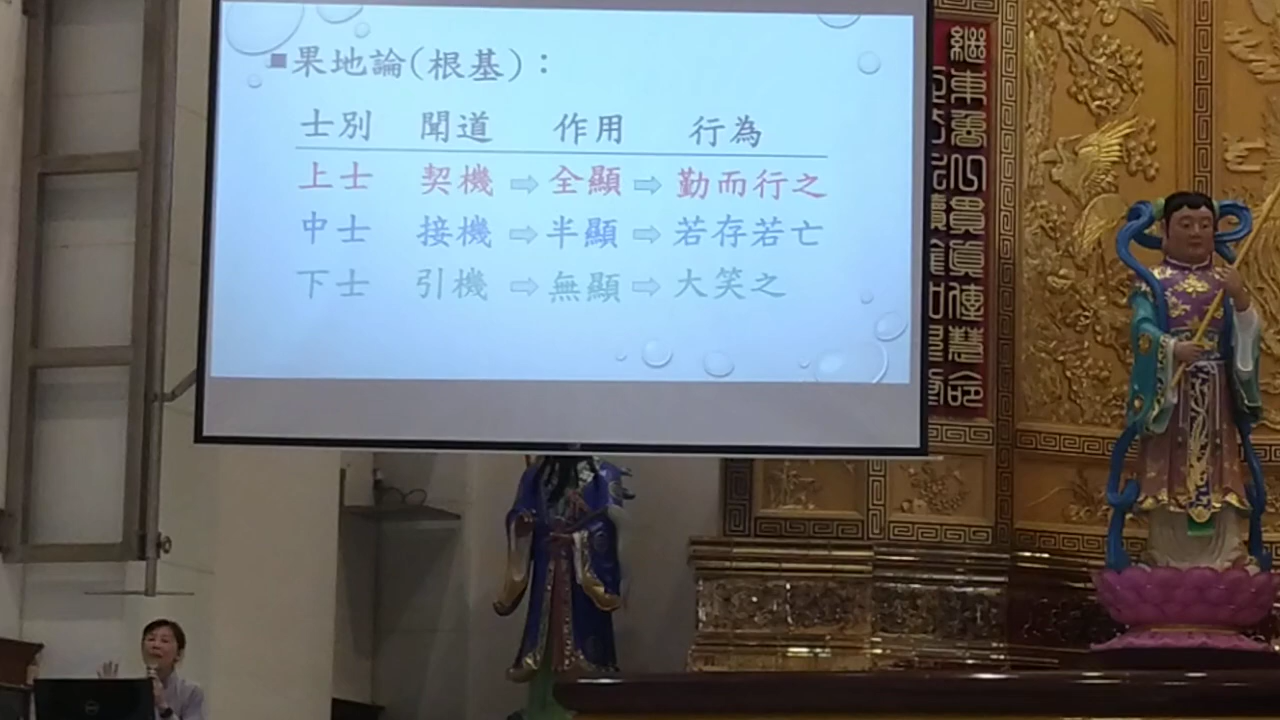 ■果地論(根基)：
士別 聞道 作用 行為
上士 契機 ⇨ 全顯 ⇨ 勤而行之
中士 接機 ⇨ 半顯 ⇨ 若存若亡
下士 引機 ⇨ 無顯 ⇨ 大笑之
DELL